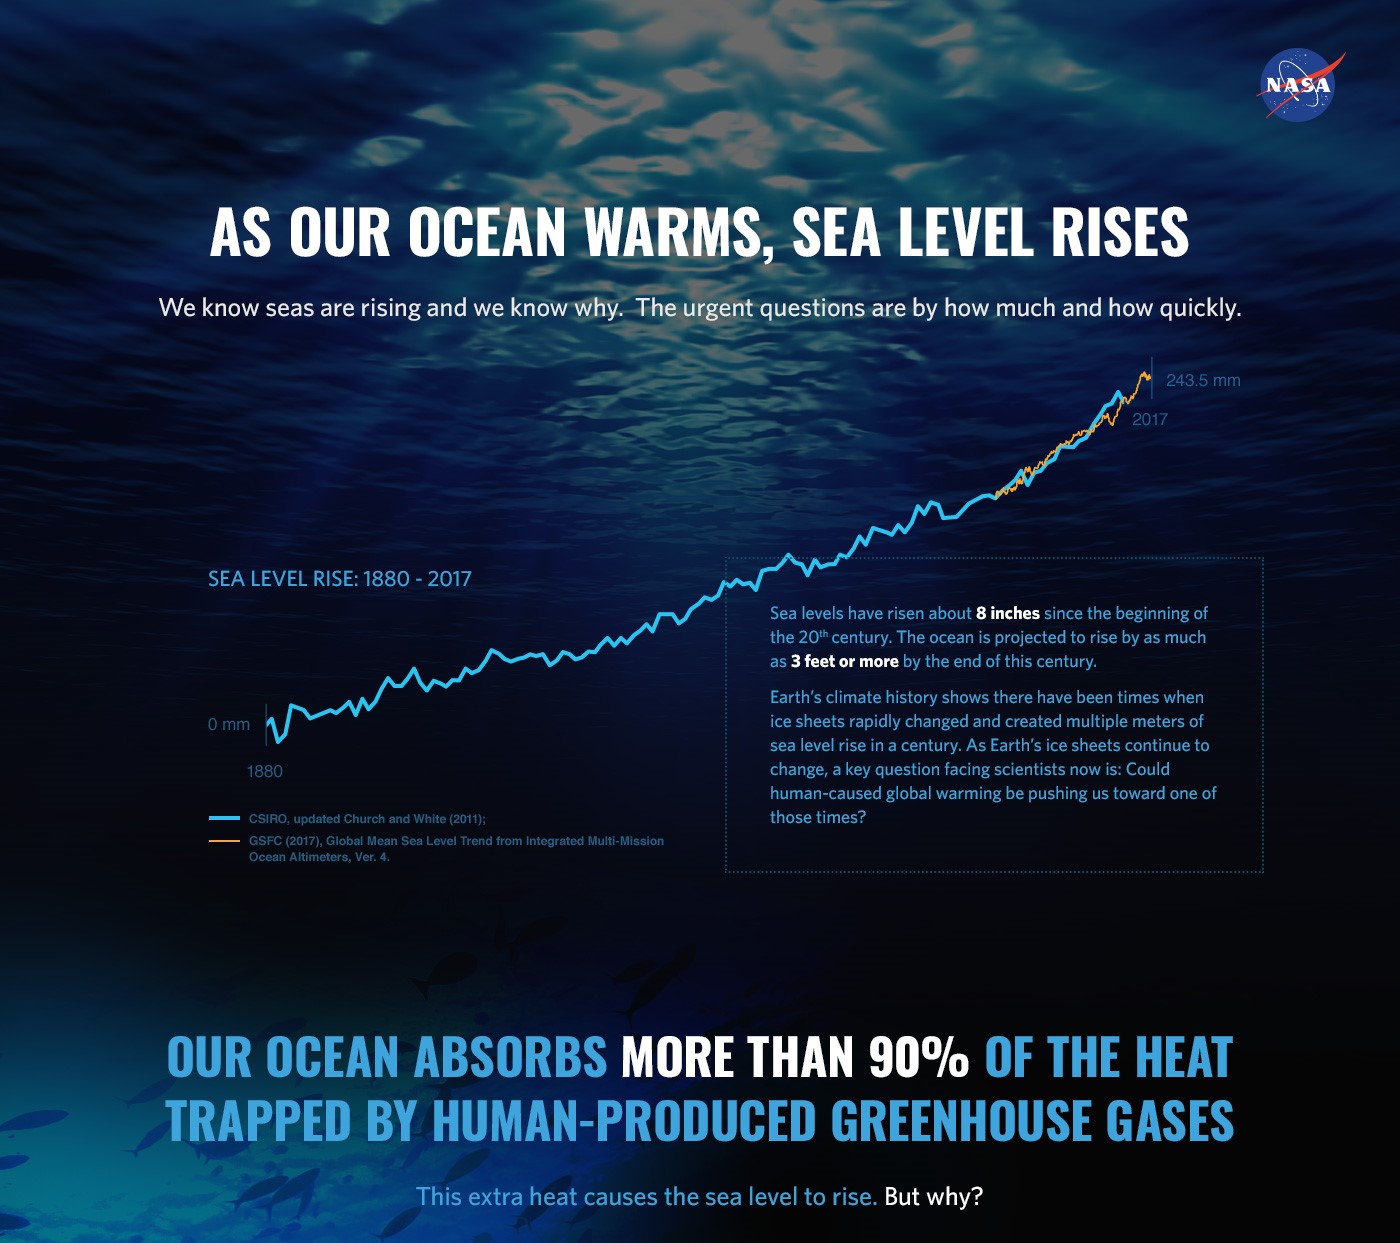 NASA
AS OUR OCEAN WARMS, SEA LEVEL RISES
We know seas are rising and we know why. The urgent questions are by how much and how quickly.
243.5 mm
2017
SEA LEVEL RISE: 1880 - 2017
0 mm
1880
CSIRO, updated Church and White (2011);
GSFC (2017), Global Mean Sea Level Trend from Integrated Multi-Mission
Ocean Altimeters, Ver. 4.
Sea levels have risen about 8 inches since the beginning of
the 20th century. The ocean is projected to rise by as much
as 3 feet or more by the end of this century.
Earth’s climate history shows there have been times when
ice sheets rapidly changed and created multiple meters of
sea level rise in a century. As Earth’s ice sheets continue to
change, a key question facing scientists now is: Could
human-caused global warming be pushing us toward one of
those times?
OUR OCEAN ABSORBS MORE THAN 90% OF THE HEAT
TRAPPED BY HUMAN-PRODUCED GREENHOUSE GASES
This extra heat causes the sea level to rise. But why?